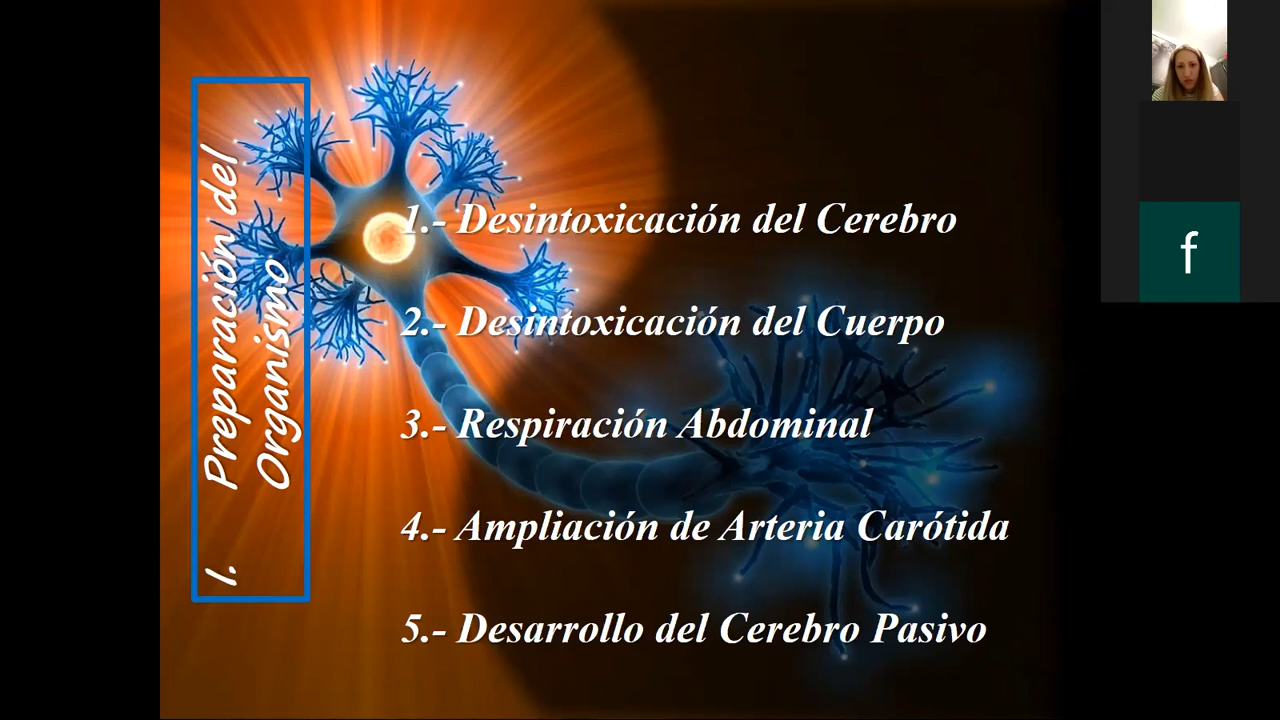 I. Preparación del
Organismo
1.- Desintoxicación del Cerebro
2.- Desintoxicación del Cuerpo
3.- Respiración Abdominal
4.- Ampliación de Arteria Carótida
5.- Desarrollo del Cerebro Pasivo
f